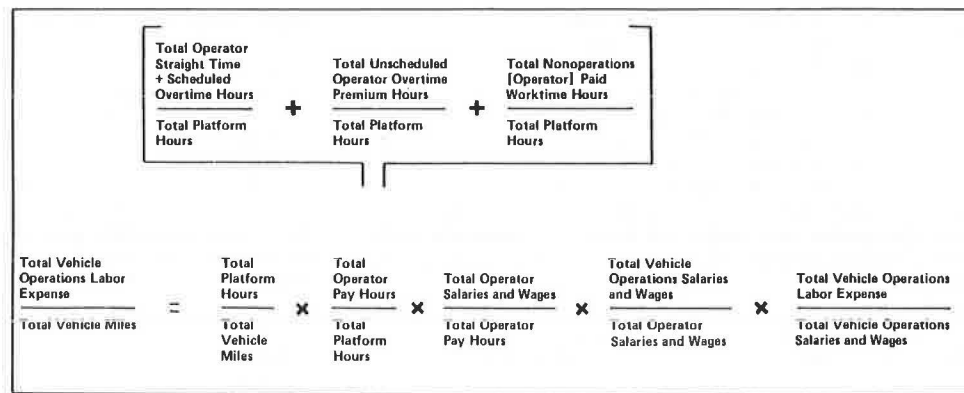 Total Operator
Straight Time
+ Scheduled
Overtime Hours
Total Platform
Hours
+
Total Unscheduled
Operator Overtime
Premium Hours
Total Platform
Hours
+
Total Nonoperations
[Operator] Paid
Worktime Hours
Total Platform
Hours
Total Vehicle
Operations Labor
Expense
Total Vehicle Miles
=
Total
Platform
Hours
Total
Vehicle
Miles
×
Total
Operator
Pay Hours
Total
Platform
Hours
×
Total Operator
Salaries and Wages
Total Operator
Pay Hours
×
Total Vehicle
Operations Salaries
and Wages
Total Operator
Salaries and Wages
×
Total Vehicle Operations
Labor Expense
Total Vehicle Operations
Salaries and Wages